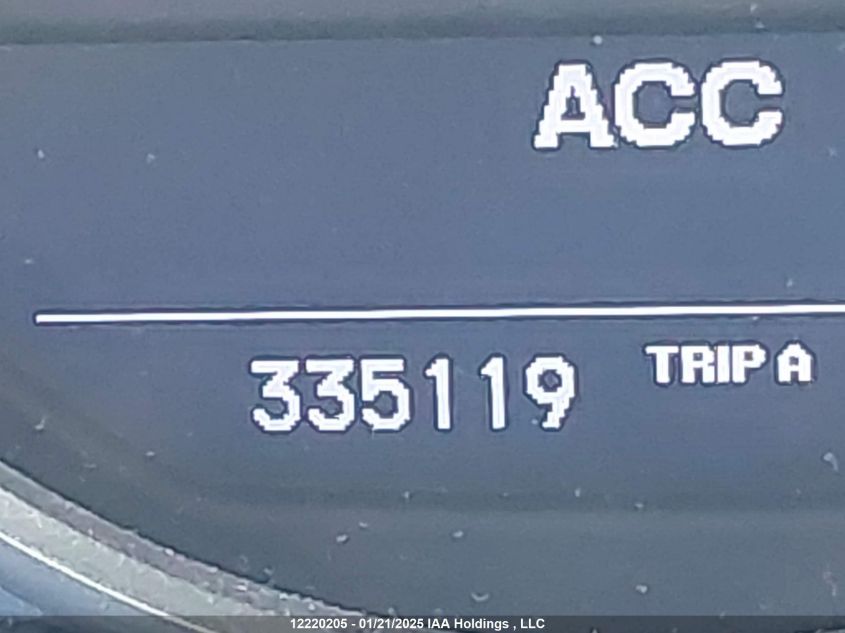 ACC
335119 TRIP A
12220205 - 01/21/2025 IAA Holdings , LLC